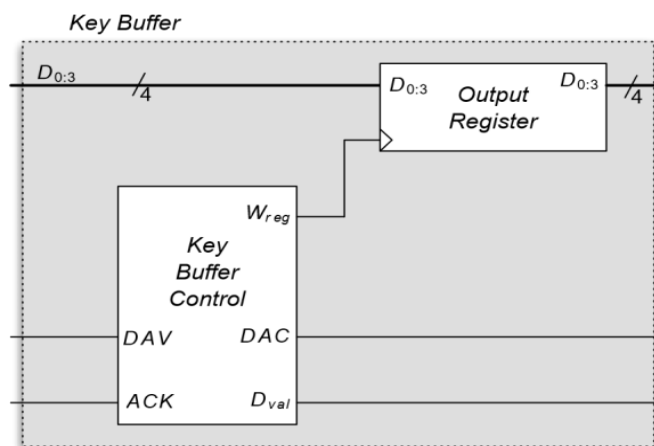 Key Buffer
D0:3
4
D0:3
D0:3
4
Output
Register
Wreg
Key
Buffer
Control
DAV
DAC
ACK
Dval